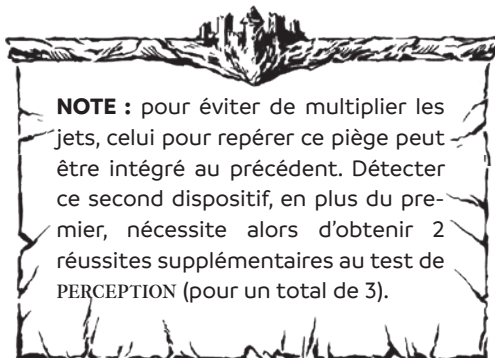 NOTE : pour éviter de multiplier les
jets, celui pour repérer ce piège peut
être intégré au précédent. Détecter
ce second dispositif, en plus du pre-
mier, nécessite alors d'obtenir 2
réussites supplémentaires au test de
PERCEPTION (pour un total de 3).